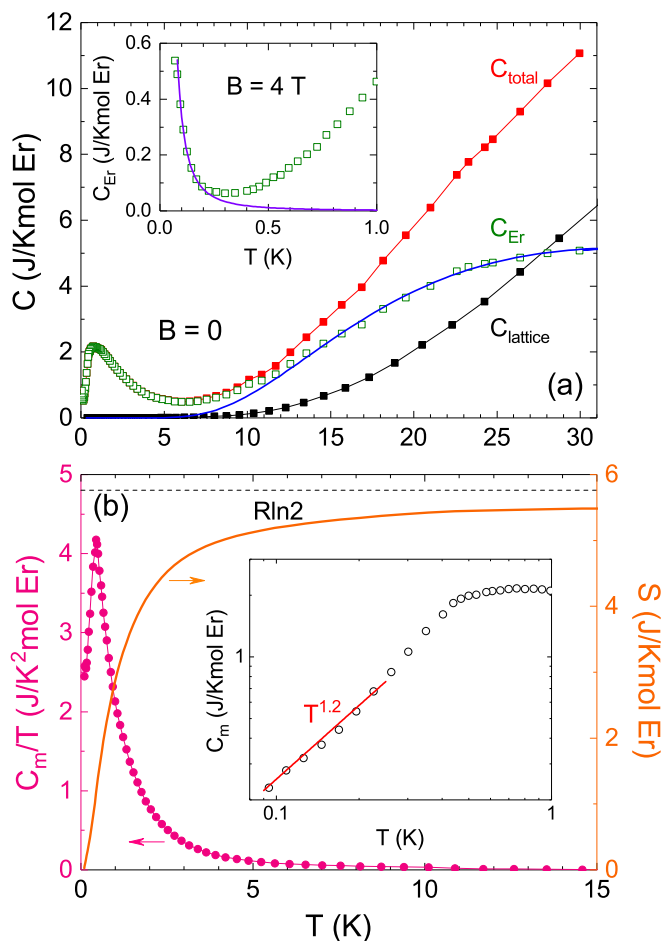 12
10
8
6
4
2
0
C (J/Kmol Er)
0.6
0.4
0.2
0.0
C_Er (J/Kmol Er)
B = 4 T
0.0
0.5
1.0
T (K)
C_total
C_Er
C_lattice
B = 0
(a)
0 5 10 15 20 25 30
5
4
3
2
1
0
C_m/T (J/K²mol Er)
(b)
Rln2
6
4
2
0
S (J/Kmol Er)
C_m (J/Kmol Er)
1
T^1.2
0.1 1
T (K)
0 5 10 15
T (K)